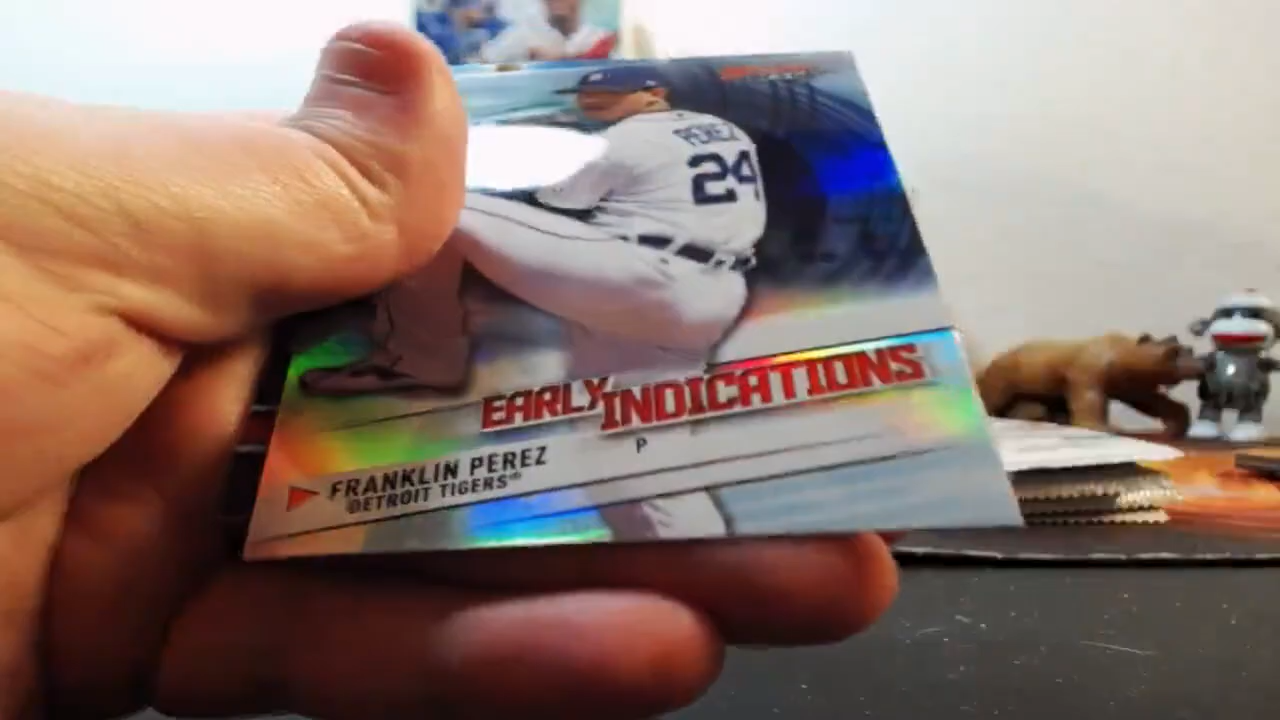 PEREZ
24
EARLY INDICATIONS
P
FRANKLIN PEREZ
DETROIT TIGERS®